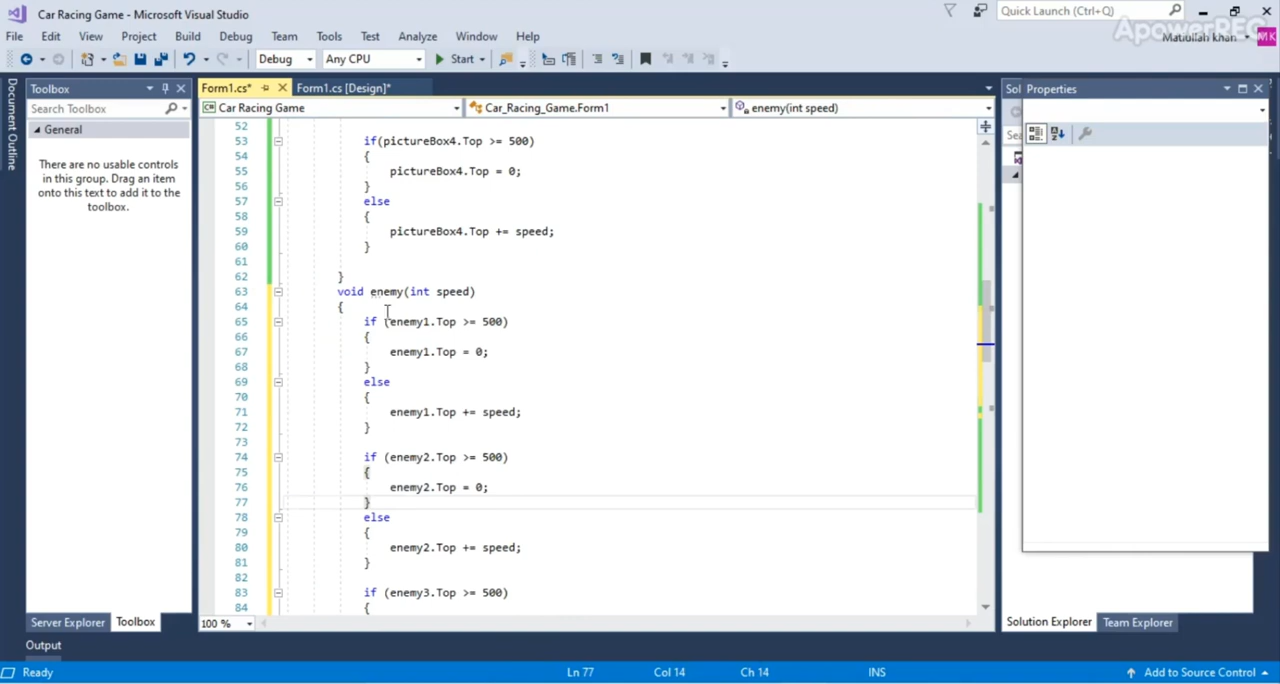 Car Racing Game - Microsoft Visual Studio
Quick Launch (Ctrl+Q)
ApowerREC
File Edit View Project Build Debug Team Tools Test Analyze Window Help
Matiullah khan MK
Debug Any CPU Start
Document Outline
Toolbox
Search Toolbox
General
There are no usable controls
in this group. Drag an item
onto this text to add it to the
toolbox.
Server Explorer Toolbox
Output
Form1.cs* Form1.cs [Design]*
Car Racing Game Car_Racing_Game.Form1 enemy(int speed)
52
53 if(pictureBox4.Top >= 500)
54 {
55 pictureBox4.Top = 0;
56 }
57 else
58 {
59 pictureBox4.Top += speed;
60 }
61
62 }
63 void enemy(int speed)
64 {
65 if (enemy1.Top >= 500)
66 {
67 enemy1.Top = 0;
68 }
69 else
70 {
71 enemy1.Top += speed;
72 }
73
74 if (enemy2.Top >= 500)
75 {
76 enemy2.Top = 0;
77 }
78 else
79 {
80 enemy2.Top += speed;
81 }
82
83 if (enemy3.Top >= 500)
84 {
100 %
Sol Properties
Sea
Solution Explorer Team Explorer
Ready Ln 77 Col 14 Ch 14 INS Add to Source Control